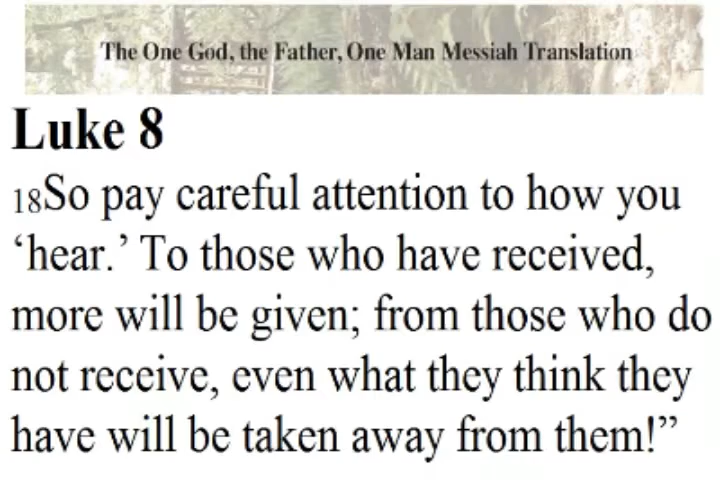 The One God, the Father, One Man Messiah Translation
Luke 8
18So pay careful attention to how you
‘hear.’ To those who have received,
more will be given; from those who do
not receive, even what they think they
have will be taken away from them!”